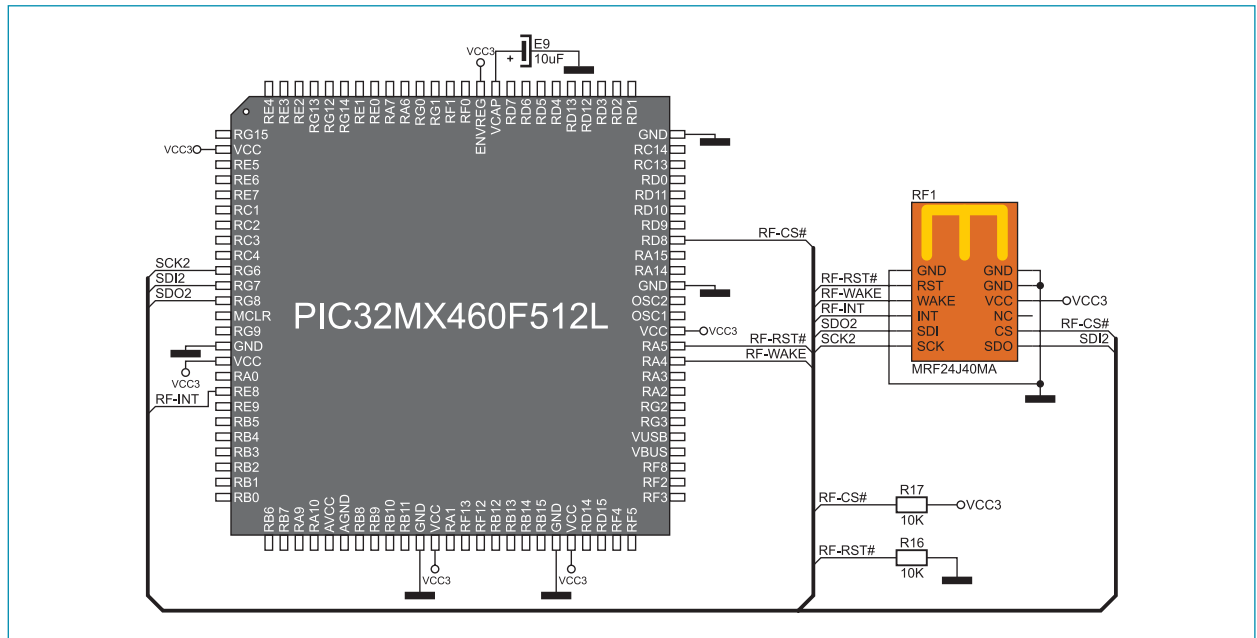 VCC3
E9
+
10uF
RE4
RE3
RE2
RG13
RG12
RG14
RE1
RE0
RA7
RA6
RG0
RG1
RF1
RF0
ENVREG
VCAP
RD7
RD6
RD5
RD4
RD13
RD12
RD3
RD2
RD1
RG15
VCC3
VCC
RE5
RE6
RE7
RC1
RC2
RC3
RC4
SCK2
RG6
SDI2
RG7
SDO2
RG8
MCLR
RG9
GND
VCC
VCC3
RA0
RE8
RF-INT
RE9
RB5
RB4
RB3
RB2
RB1
RB0
PIC32MX460F512L
GND
RC14
RC13
RD0
RD11
RD10
RD9
RD8
RF-CS#
RA15
RA14
GND
OSC2
OSC1
VCC
VCC3
RA5
RF-RST#
RA4
RF-WAKE
RA3
RA2
RG2
RG3
VUSB
VBUS
RF8
RF2
RF3
RB6
RB7
RA9
RA10
AVCC
AGND
RB8
RB9
RB10
RB11
GND
VCC
RA1
RF13
RF12
RB12
RB13
RB14
RB15
GND
VCC
RD14
RD15
RF4
RF5
VCC3
VCC3
RF1
RF-RST#
RF-WAKE
RF-INT
SDO2
SCK2
GND
RST
WAKE
INT
SDI
SCK
GND
GND
VCC
NC
CS
SDO
VCC3
RF-CS#
SDI2
MRF24J40MA
RF-CS#
R17
10K
VCC3
RF-RST#
R16
10K